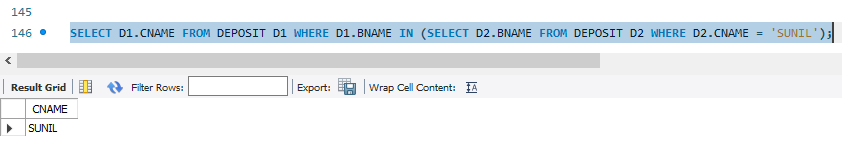 145
146 SELECT D1.CNAME FROM DEPOSIT D1 WHERE D1.BNAME IN (SELECT D2.BNAME FROM DEPOSIT D2 WHERE D2.CNAME = 'SUNIL');
Result Grid Filter Rows: Export: Wrap Cell Content:
CNAME
SUNIL